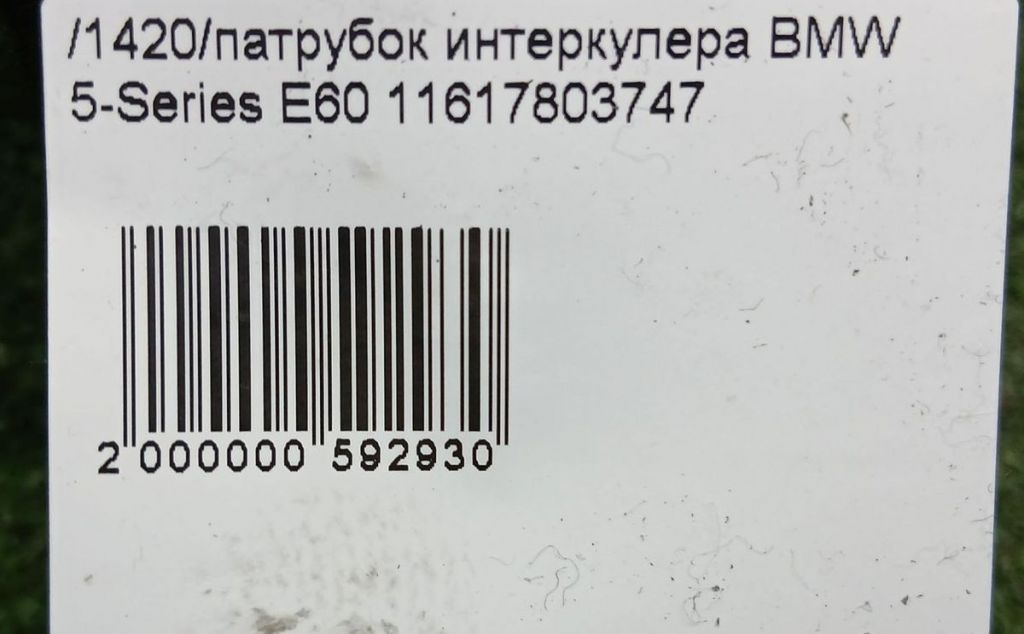 /1420/патрубок интеркулера BMW
5-Series E60 11617803747
2 000000 592930